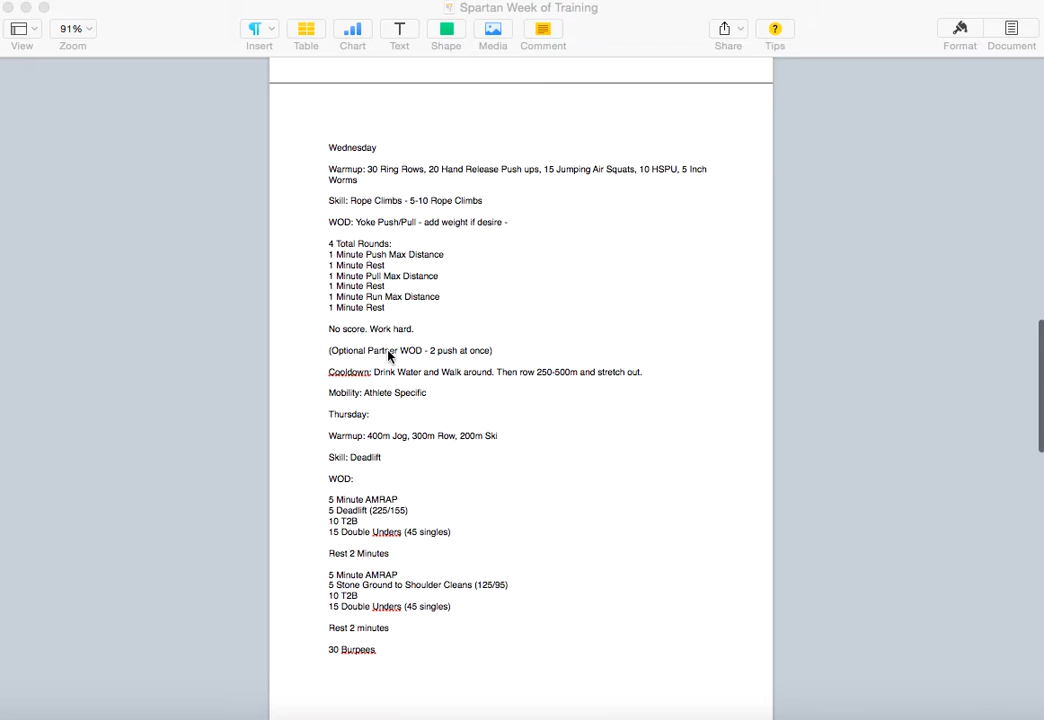 Spartan Week of Training
91%
View
Zoom
Insert
Table
Chart
Text
Shape
Media
Comment
Share
Tips
Format
Document
Wednesday
Warmup: 30 Ring Rows, 20 Hand Release Push ups, 15 Jumping Air Squats, 10 HSPU, 5 Inch
Worms
Skill: Rope Climbs - 5-10 Rope Climbs
WOD: Yoke Push/Pull - add weight if desire -
4 Total Rounds:
1 Minute Push Max Distance
1 Minute Rest
1 Minute Pull Max Distance
1 Minute Rest
1 Minute Run Max Distance
1 Minute Rest
No score. Work hard.
(Optional Partner WOD - 2 push at once)
Cooldown: Drink Water and Walk around. Then row 250-500m and stretch out.
Mobility: Athlete Specific
Thursday:
Warmup: 400m Jog, 300m Row, 200m Ski
Skill: Deadlift
WOD:
5 Minute AMRAP
5 Deadlift (225/155)
10 T2B
15 Double Unders (45 singles)
Rest 2 Minutes
5 Minute AMRAP
5 Stone Ground to Shoulder Cleans (125/95)
10 T2B
15 Double Unders (45 singles)
Rest 2 minutes
30 Burpees